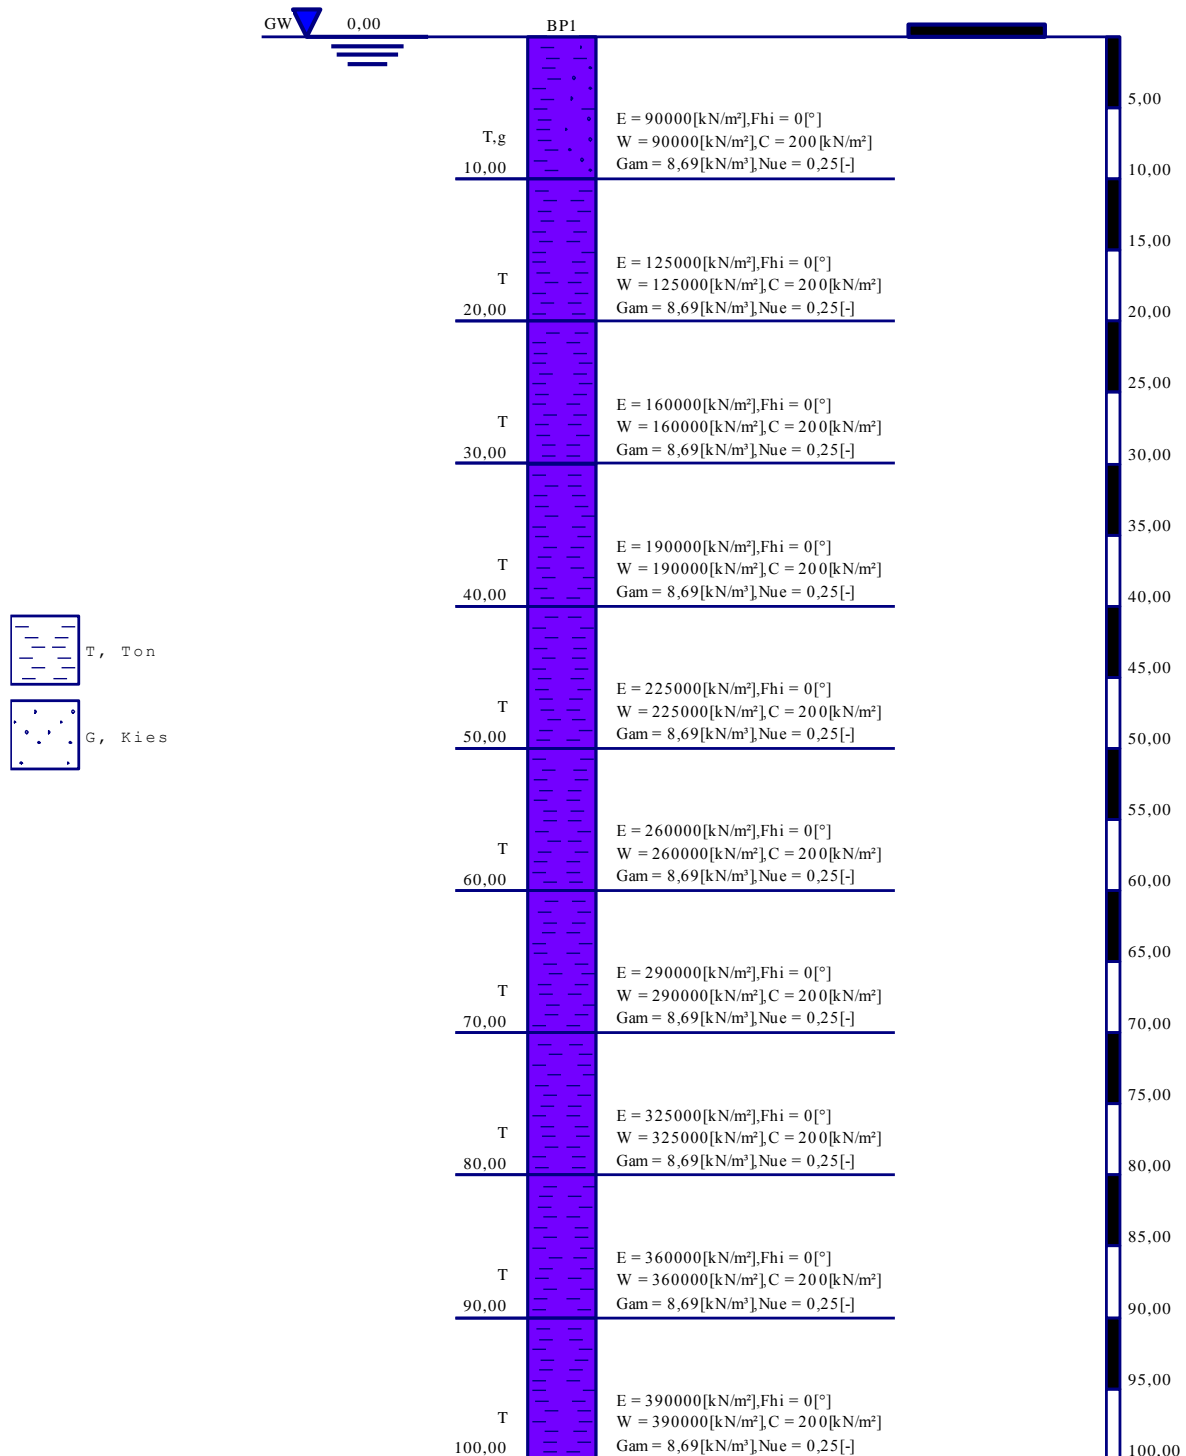 GW 0,00 BP1
5,00
E = 90000[kN/m²],Fhi = 0[°]
T,g W = 90000[kN/m²],C = 200[kN/m²]
10,00 Gam = 8,69[kN/m³],Nue = 0,25[-] 10,00
15,00
E = 125000[kN/m²],Fhi = 0[°]
T W = 125000[kN/m²],C = 200[kN/m²]
20,00 Gam = 8,69[kN/m³],Nue = 0,25[-] 20,00
25,00
E = 160000[kN/m²],Fhi = 0[°]
T W = 160000[kN/m²],C = 200[kN/m²]
30,00 Gam = 8,69[kN/m³],Nue = 0,25[-] 30,00
35,00
E = 190000[kN/m²],Fhi = 0[°]
T W = 190000[kN/m²],C = 200[kN/m²]
40,00 Gam = 8,69[kN/m³],Nue = 0,25[-] 40,00
T, Ton
45,00
E = 225000[kN/m²],Fhi = 0[°]
T W = 225000[kN/m²],C = 200[kN/m²]
50,00 Gam = 8,69[kN/m³],Nue = 0,25[-] 50,00
G, Kies
55,00
E = 260000[kN/m²],Fhi = 0[°]
T W = 260000[kN/m²],C = 200[kN/m²]
60,00 Gam = 8,69[kN/m³],Nue = 0,25[-] 60,00
65,00
E = 290000[kN/m²],Fhi = 0[°]
T W = 290000[kN/m²],C = 200[kN/m²]
70,00 Gam = 8,69[kN/m³],Nue = 0,25[-] 70,00
75,00
E = 325000[kN/m²],Fhi = 0[°]
T W = 325000[kN/m²],C = 200[kN/m²]
80,00 Gam = 8,69[kN/m³],Nue = 0,25[-] 80,00
85,00
E = 360000[kN/m²],Fhi = 0[°]
T W = 360000[kN/m²],C = 200[kN/m²]
90,00 Gam = 8,69[kN/m³],Nue = 0,25[-] 90,00
95,00
E = 390000[kN/m²],Fhi = 0[°]
T W = 390000[kN/m²],C = 200[kN/m²]
100,00 Gam = 8,69[kN/m³],Nue = 0,25[-] 100,00